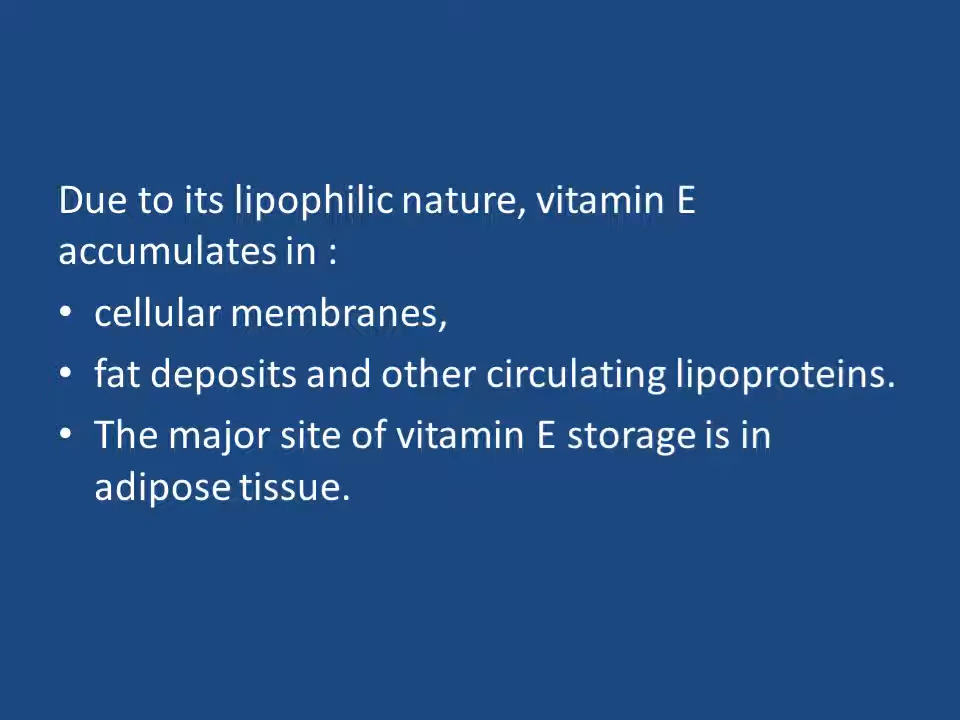 Due to its lipophilic nature, vitamin E
accumulates in :
• cellular membranes,
• fat deposits and other circulating lipoproteins.
• The major site of vitamin E storage is in
adipose tissue.